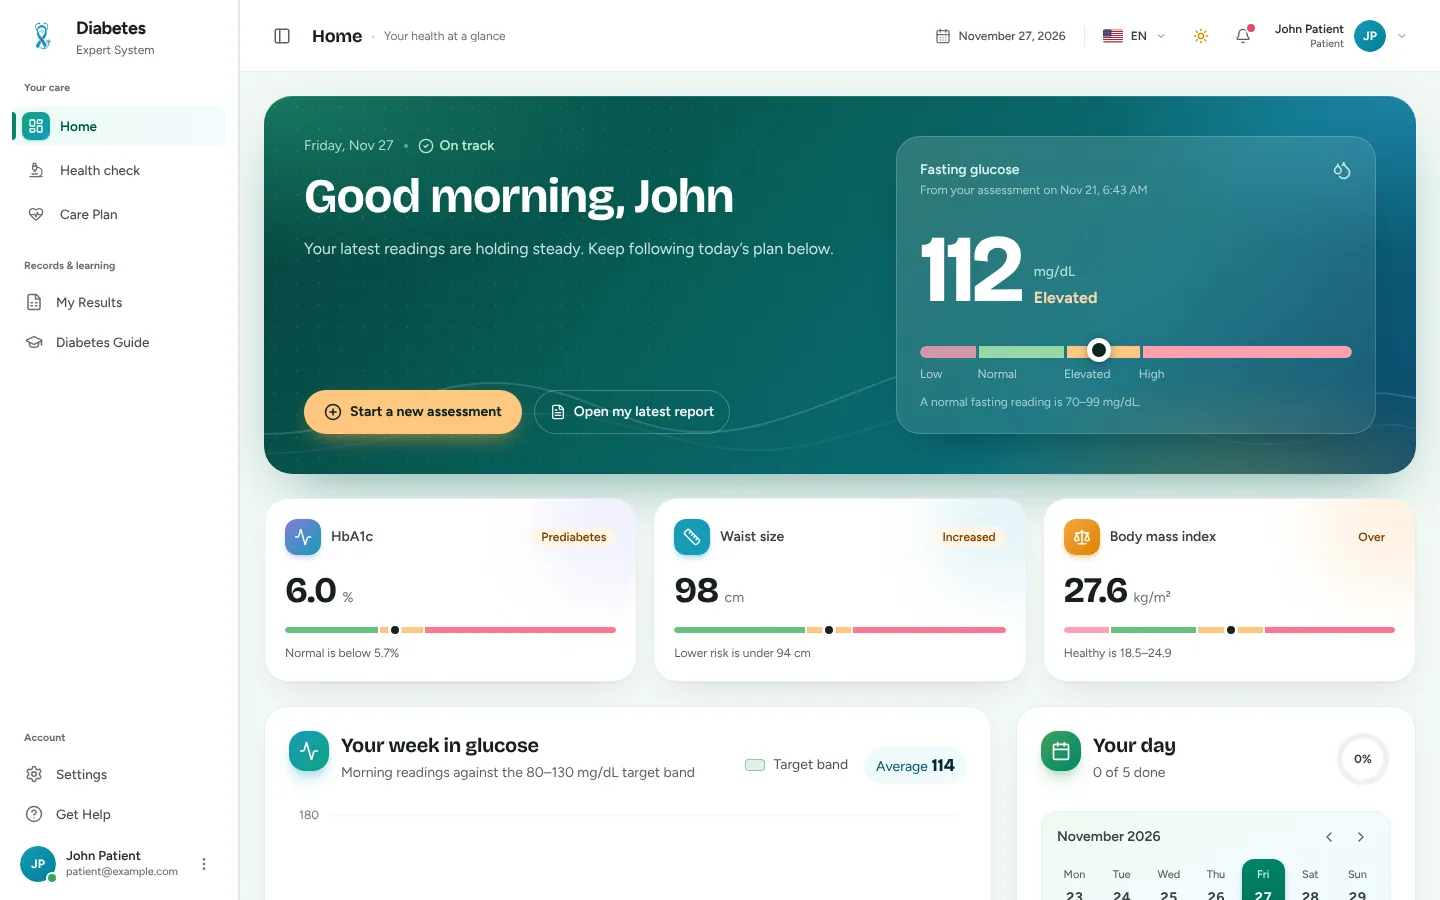 Diabetes
Expert System
Your care
Home
Health check
Care Plan
Records & learning
My Results
Diabetes Guide
Account
Settings
Get Help
JP
John Patient
patient@example.com
Home
Your health at a glance
November 27, 2026
EN
John Patient
Patient
JP
Friday, Nov 27 • On track
Good morning, John
Your latest readings are holding steady. Keep following today's plan below.
Start a new assessment
Open my latest report
Fasting glucose
From your assessment on Nov 21, 6:43 AM
112 mg/dL
Elevated
Low Normal Elevated High
A normal fasting reading is 70–99 mg/dL.
HbA1c Prediabetes
6.0 %
Normal is below 5.7%
Waist size Increased
98 cm
Lower risk is under 94 cm
Body mass index Over
27.6 kg/m²
Healthy is 18.5–24.9
Your week in glucose
Morning readings against the 80–130 mg/dL target band
Target band
Average 114
180
Your day
0 of 5 done
0%
November 2026
Mon Tue Wed Thu Fri Sat Sun
23 24 25 26 27 28 29